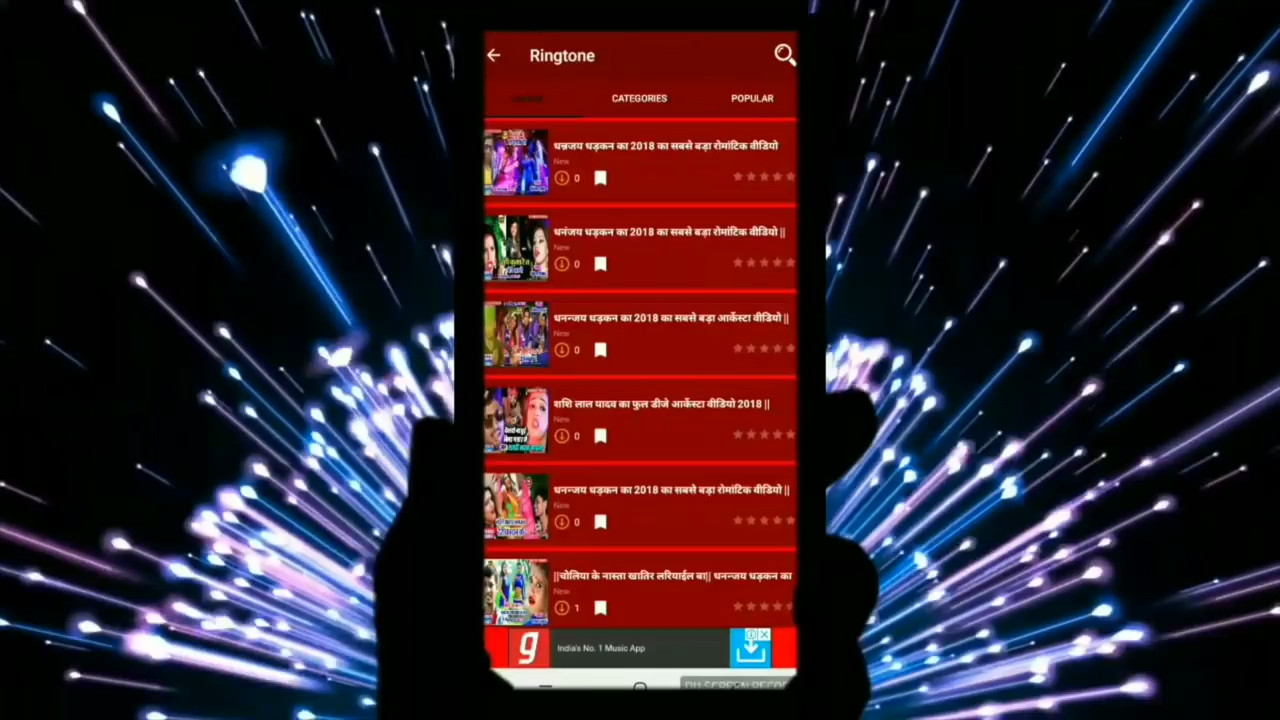 Ringtone
CATEGORIES
POPULAR
धन्नजय धड़कन का 2018 का सबसे बड़ा रोमांटिक वीडियो
New
0
धनंजय धड़कन का 2018 का सबसे बड़ा रोमांटिक वीडियो ||
New
0
धनन्जय धड़कन का 2018 का सबसे बड़ा आर्केस्टा वीडियो ||
New
0
शशि लाल यादव का फुल डीजे आर्केस्टा वीडियो 2018 ||
New
0
धनन्जय धड़कन का 2018 का सबसे बड़ा रोमांटिक वीडियो ||
New
0
||चोलिया के नास्ता खातिर लरियाईल बा|| धनन्जय धड़कन का
New
1
g
India's No. 1 Music App